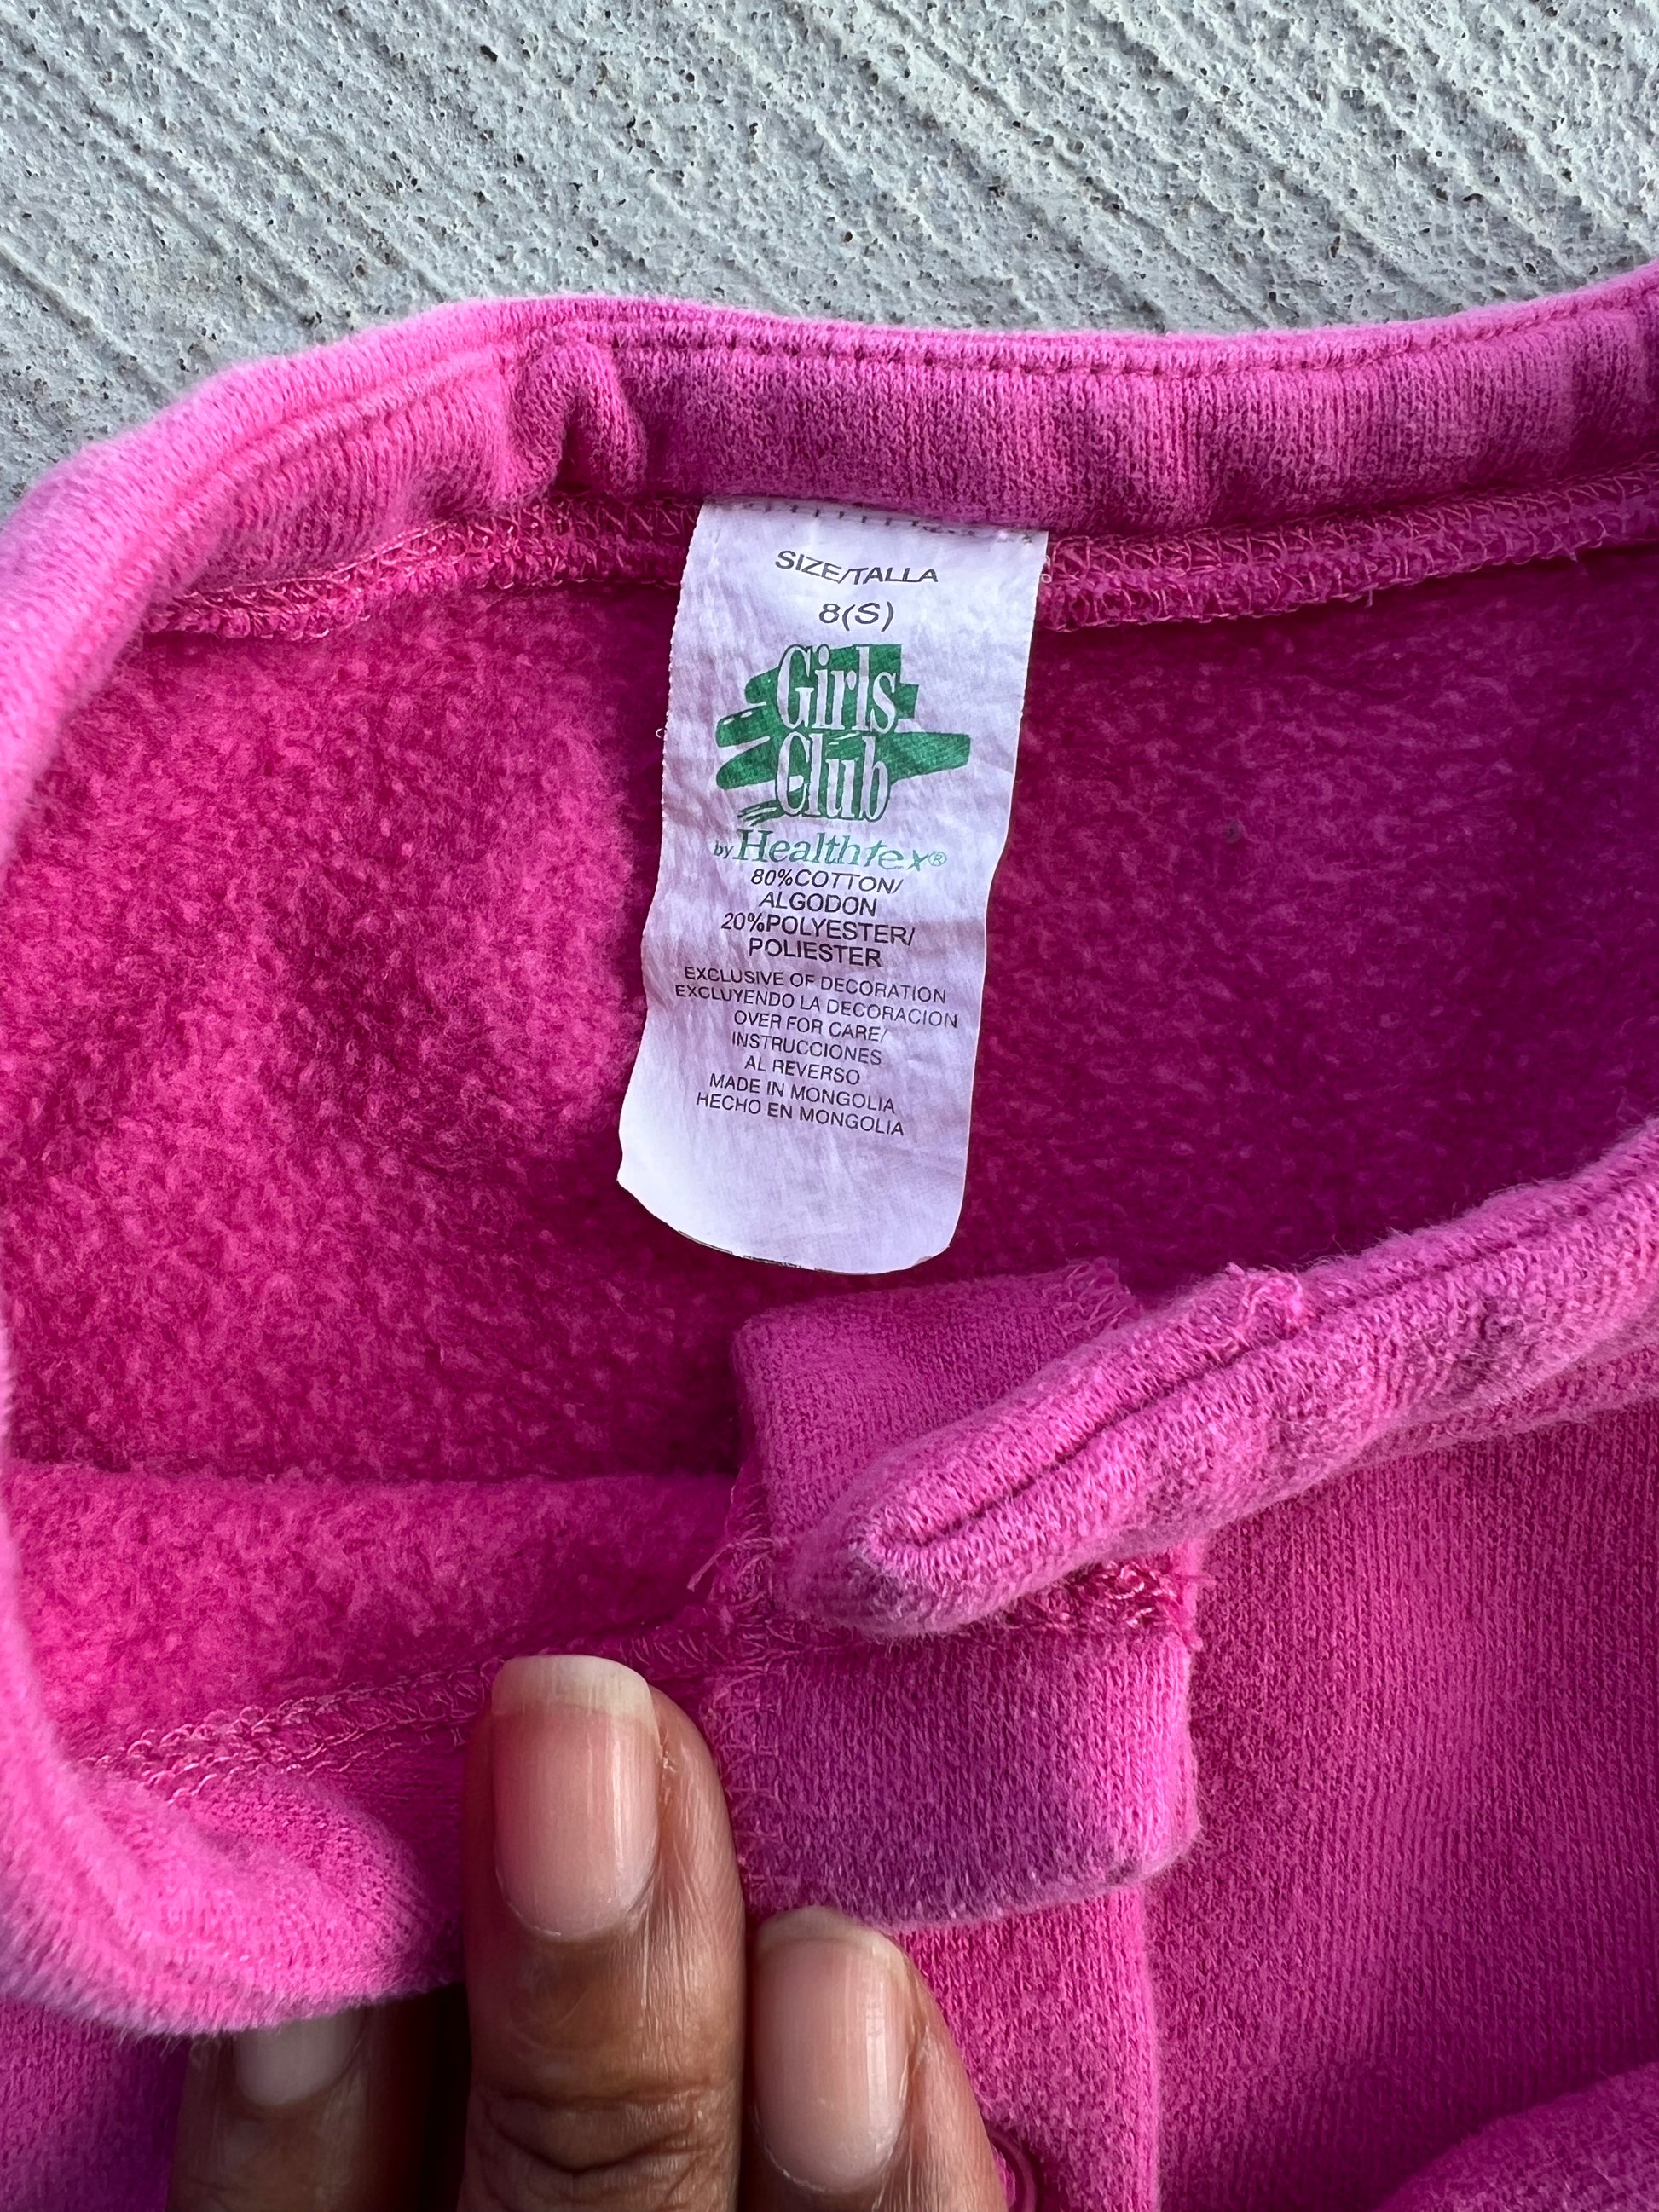 SIZE/TALLA
8(S)
Girls
Club
by Healthtex®
80%COTTON/
ALGODON
20%POLYESTER/
POLIESTER
EXCLUSIVE OF DECORATION
EXCLUYENDO LA DECORACION
OVER FOR CARE/
INSTRUCCIONES
AL REVERSO
MADE IN MONGOLIA
HECHO EN MONGOLIA